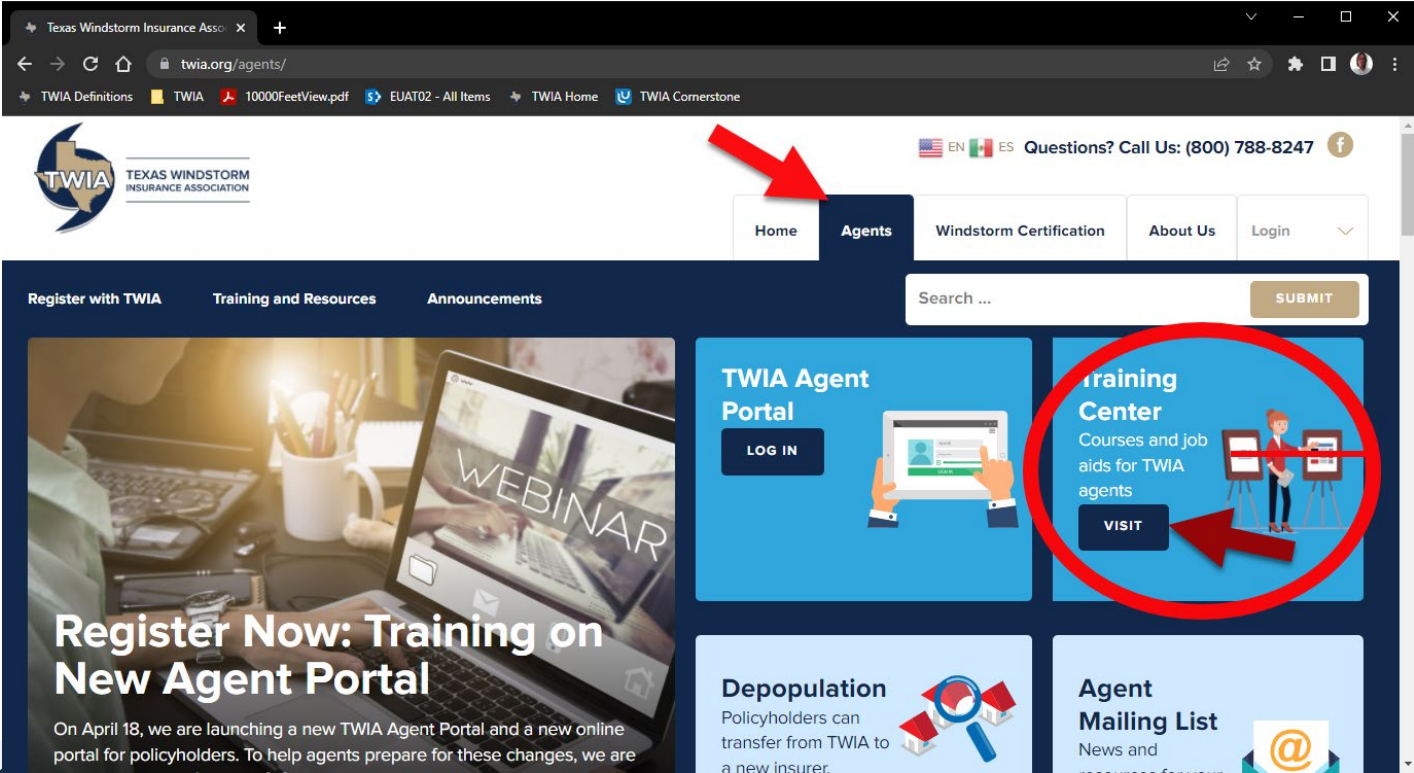 Texas Windstorm Insurance Asso
twia.org/agents/
TWIA Definitions TWIA 10000FeetView.pdf EUAT02 - All Items TWIA Home TWIA Cornerstone
TWIA
TEXAS WINDSTORM
INSURANCE ASSOCIATION
EN ES Questions? Call Us: (800) 788-8247
Home Agents Windstorm Certification About Us Login
Register with TWIA Training and Resources Announcements
Search ... SUBMIT
WEBINAR
Register Now: Training on
New Agent Portal
On April 18, we are launching a new TWIA Agent Portal and a new online
portal for policyholders. To help agents prepare for these changes, we are
TWIA Agent
Portal
LOG IN
Training
Center
Courses and job
aids for TWIA
agents
VISIT
Depopulation
Policyholders can
transfer from TWIA to
a new insurer.
Agent
Mailing List
News and
resources for your